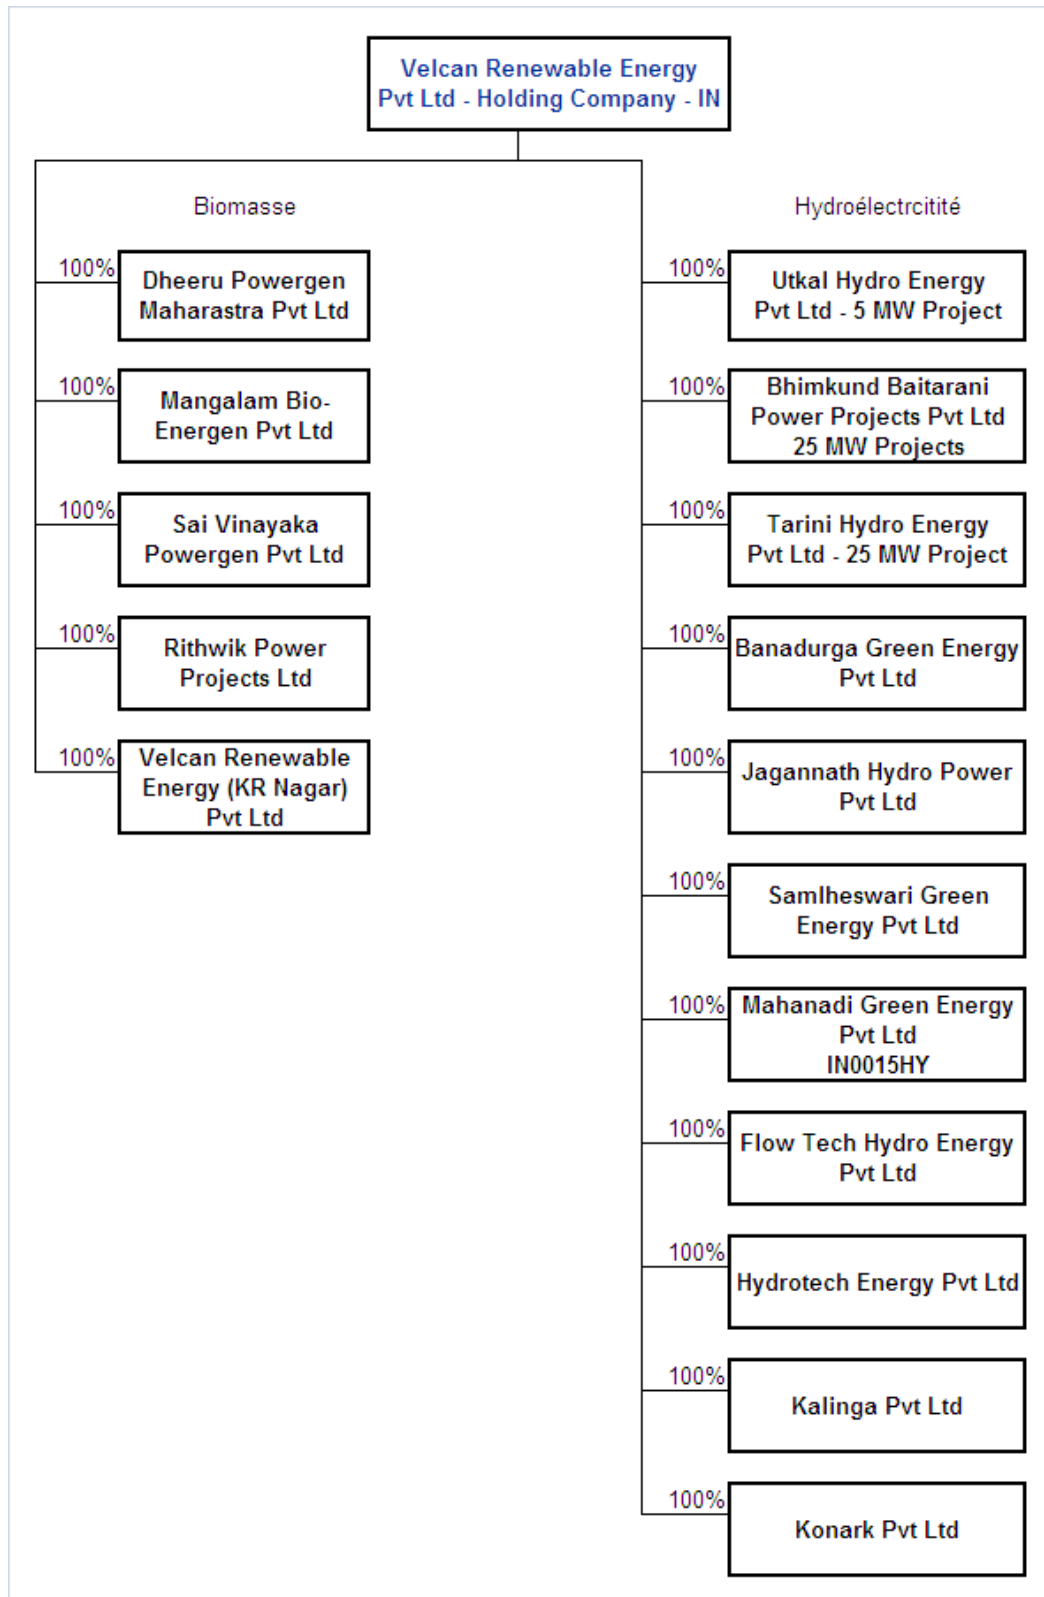 Velcan Renewable Energy
Pvt Ltd - Holding Company - IN
Biomasse
100%
Dheeru Powergen
Maharastra Pvt Ltd
100%
Mangalam Bio-
Energen Pvt Ltd
100%
Sai Vinayaka
Powergen Pvt Ltd
100%
Rithwik Power
Projects Ltd
100%
Velcan Renewable
Energy (KR Nagar)
Pvt Ltd
Hydroélectrcitité
100%
Utkal Hydro Energy
Pvt Ltd - 5 MW Project
100%
Bhimkund Baitarani
Power Projects Pvt Ltd
25 MW Projects
100%
Tarini Hydro Energy
Pvt Ltd - 25 MW Project
100%
Banadurga Green Energy
Pvt Ltd
100%
Jagannath Hydro Power
Pvt Ltd
100%
Samlheswari Green
Energy Pvt Ltd
100%
Mahanadi Green Energy
Pvt Ltd
IN0015HY
100%
Flow Tech Hydro Energy
Pvt Ltd
100%
Hydrotech Energy Pvt Ltd
100%
Kalinga Pvt Ltd
100%
Konark Pvt Ltd